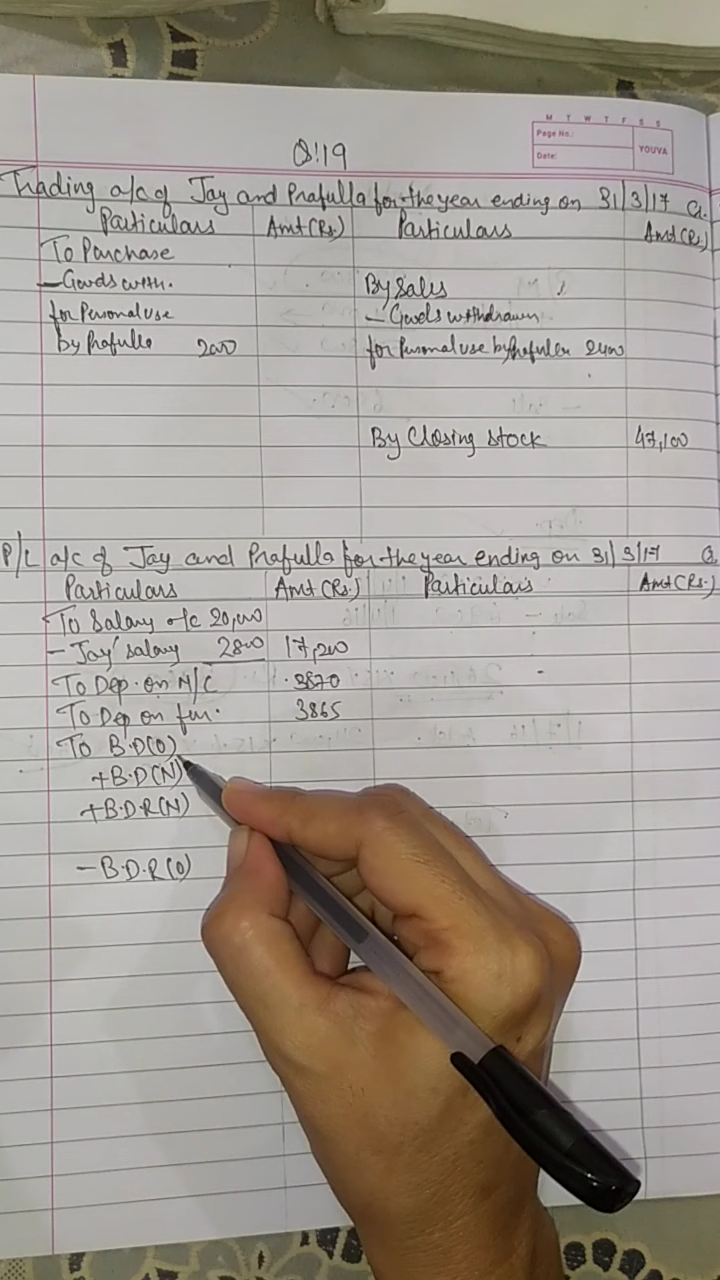 M T W T F S S
Page No.:
Date:
YOUVA
Q:19
Trading a/c of Jay and Prafulla for the year ending on 31/3/17 Cr.
Particulars Amt (Rs.) Particulars Amt (Rs.)
To Purchase
- Goods with. By Sales
for Personal use - Goods withdrawn
by Prafulla 2000 for Personal use by Prafulla 2400
By Closing stock 47,100
P/L a/c of Jay and Prafulla for the year ending on 31/3/17 Cr.
Particulars Amt (Rs.) Particulars Amt (Rs.)
To Salary a/c 20,000
- Jay' salary 2800 17,200
To Dep. on M/C 3870
To Dep on fur. 3865
To B.D(O)
+B.D(N)
+B.D.R(N)
-B.D.R(O)